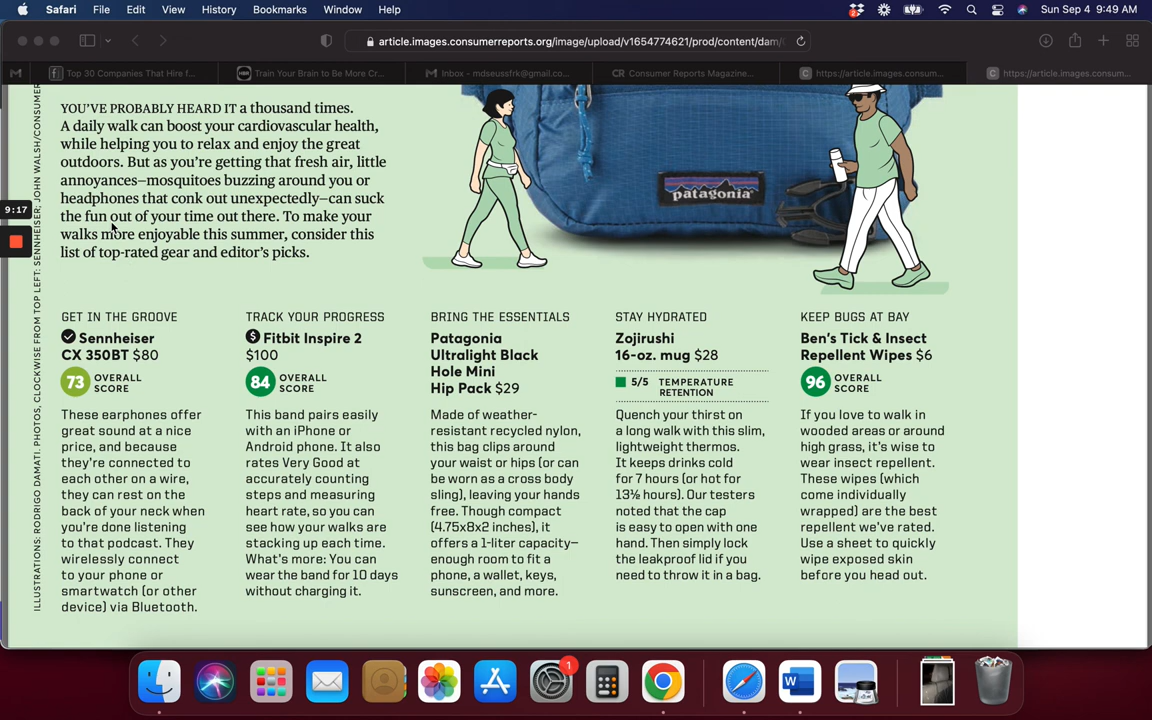 Safari File Edit View History Bookmarks Window Help Sun Sep 4 9:49 AM
article.images.consumerreports.org/image/upload/v1654774621/prod/content/dam/
Top 30 Companies That Hire f... Train Your Brain to Be More Cr... Inbox - mdseussfrk@gmail.co... Consumer Reports Magazine... https://article.images.consum... https://article.images.consum...
YOU'VE PROBABLY HEARD IT a thousand times.
A daily walk can boost your cardiovascular health,
while helping you to relax and enjoy the great
outdoors. But as you're getting that fresh air, little
annoyances—mosquitoes buzzing around you or
headphones that conk out unexpectedly—can suck
the fun out of your time out there. To make your
walks more enjoyable this summer, consider this
list of top-rated gear and editor's picks.
patagonia
9:17
ILLUSTRATIONS: RODRIGO DAMATI. PHOTOS, CLOCKWISE FROM TOP LEFT: SENNHEISER; JOHN WALSH/CONSUMER
GET IN THE GROOVE
Sennheiser
CX 350BT $80
73 OVERALL
SCORE
These earphones offer
great sound at a nice
price, and because
they're connected to
each other on a wire,
they can rest on the
back of your neck when
you're done listening
to that podcast. They
wirelessly connect
to your phone or
smartwatch (or other
device) via Bluetooth.
TRACK YOUR PROGRESS
$ Fitbit Inspire 2
$100
84 OVERALL
SCORE
This band pairs easily
with an iPhone or
Android phone. It also
rates Very Good at
accurately counting
steps and measuring
heart rate, so you can
see how your walks are
stacking up each time.
What's more: You can
wear the band for 10 days
without charging it.
BRING THE ESSENTIALS
Patagonia
Ultralight Black
Hole Mini
Hip Pack $29
Made of weather-
resistant recycled nylon,
this bag clips around
your waist or hips (or can
be worn as a cross body
sling), leaving your hands
free. Though compact
(4.75x8x2 inches), it
offers a 1-liter capacity—
enough room to fit a
phone, a wallet, keys,
sunscreen, and more.
STAY HYDRATED
Zojirushi
16-oz. mug $28
5/5 TEMPERATURE
RETENTION
Quench your thirst on
a long walk with this slim,
lightweight thermos.
It keeps drinks cold
for 7 hours (or hot for
13½ hours). Our testers
noted that the cap
is easy to open with one
hand. Then simply lock
the leakproof lid if you
need to throw it in a bag.
KEEP BUGS AT BAY
Ben's Tick & Insect
Repellent Wipes $6
96 OVERALL
SCORE
If you love to walk in
wooded areas or around
high grass, it's wise to
wear insect repellent.
These wipes (which
come individually
wrapped) are the best
repellent we've rated.
Use a sheet to quickly
wipe exposed skin
before you head out.
1